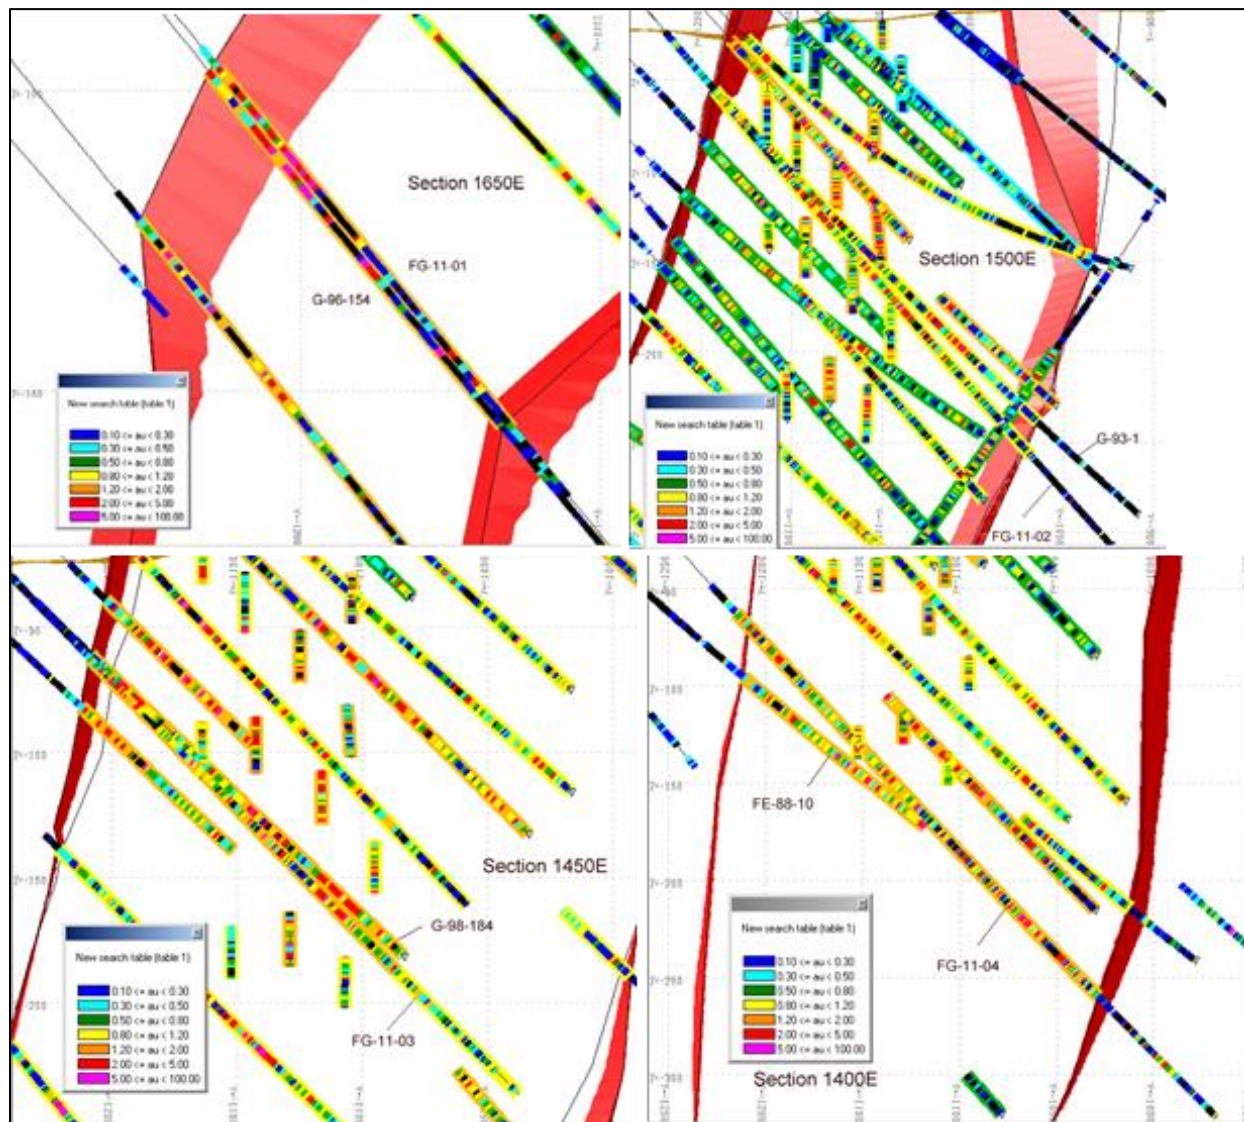 Section 1650E
FG-11-01
G-96-154
New search table (table 1)
0.10 <= au < 0.30
0.30 <= au < 0.50
0.50 <= au < 0.80
0.80 <= au < 1.20
1.20 <= au < 2.00
2.00 <= au < 5.00
5.00 <= au < 100.00
Section 1500E
G-93-1
FG-11-02
New search table (table 1)
0.10 <= au < 0.30
0.30 <= au < 0.50
0.50 <= au < 0.80
0.80 <= au < 1.20
1.20 <= au < 2.00
2.00 <= au < 5.00
5.00 <= au < 100.00
Section 1450E
G-98-184
FG-11-03
New search table (table 1)
0.10 <= au < 0.30
0.30 <= au < 0.50
0.50 <= au < 0.80
0.80 <= au < 1.20
1.20 <= au < 2.00
2.00 <= au < 5.00
5.00 <= au < 100.00
FE-88-10
FG-11-04
New search table (table 1)
0.10 <= au < 0.30
0.30 <= au < 0.50
0.50 <= au < 0.80
0.80 <= au < 1.20
1.20 <= au < 2.00
2.00 <= au < 5.00
5.00 <= au < 100.00
Section 1400E